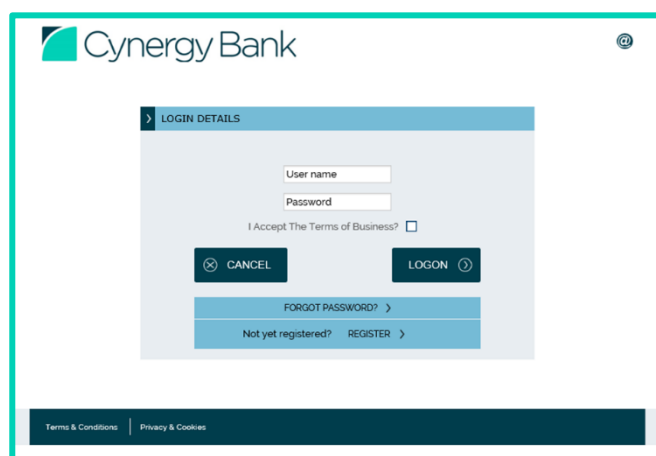 Cynergy Bank
@
LOGIN DETAILS
User name
Password
I Accept The Terms of Business?
CANCEL
LOGON
FORGOT PASSWORD?
Not yet registered? REGISTER
Terms & Conditions Privacy & Cookies